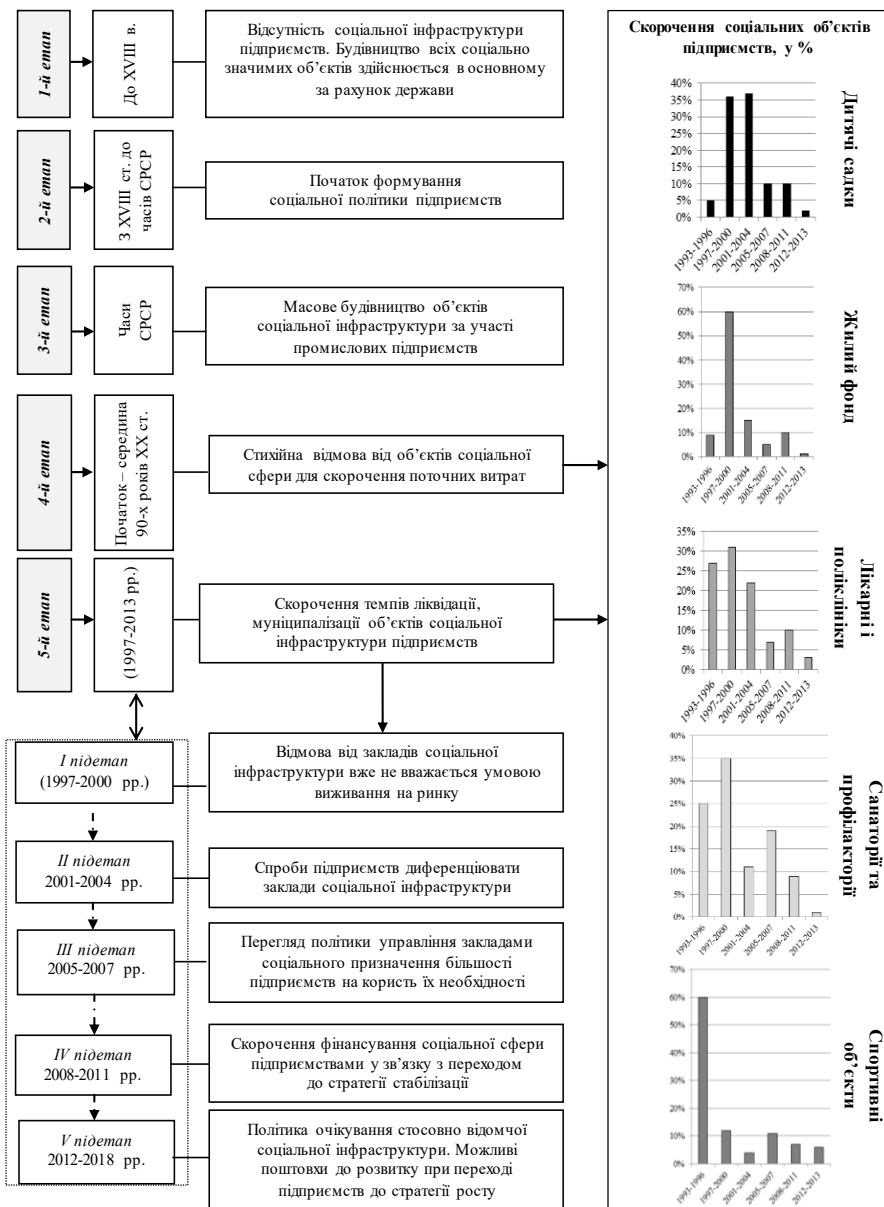 1-й етап
До XVIII в.
Відсутність соціальної інфраструктури
підприємств. Будівництво всіх соціально
значимих об’єктів здійснюється в основному
за рахунок держави
2-й етап
З XVIII ст. до
часів СРСР
Початок формування
соціальної політики підприємств
3-й етап
Часи
СРСР
Масове будівництво об’єктів
соціальної інфраструктури за участі
промислових підприємств
4-й етап
Початок – середина
90-х років XX ст.
Стихійна відмова від об’єктів соціальної
сфери для скорочення поточних витрат
5-й етап
(1997-2013 рр.)
Скорочення темпів ліквідації,
муніципалізації об’єктів соціальної
інфраструктури підприємств
I підетап
(1997-2000 рр.)
Відмова від закладів соціальної
інфраструктури вже не вважається умовою
виживання на ринку
II підетап
2001-2004 рр.
Спроби підприємств диференціювати
заклади соціальної інфраструктури
III підетап
2005-2007 рр.
Перегляд політики управління закладами
соціального призначення більшості
підприємств на користь їх необхідності
IV підетап
2008-2011 рр.
Скорочення фінансування соціальної сфери
підприємствами у зв’язку з переходом
до стратегії стабілізації
V підетап
2012-2018 рр.
Політика очікування стосовно відомчої
соціальної інфраструктури. Можливі
поштовхи до розвитку при переході
підприємств до стратегії росту
Скорочення соціальних об’єктів
підприємств, у %
40%
35%
30%
25%
20%
15%
10%
5%
0%
1993-1996
1997-2000
2001-2004
2005-2007
2008-2011
2012-2013
Дитячі садки
70%
60%
50%
40%
30%
20%
10%
0%
1993-1996
1997-2000
2001-2004
2005-2007
2008-2011
2012-2013
Жилий фонд
35%
30%
25%
20%
15%
10%
5%
0%
1993-1996
1997-2000
2001-2004
2005-2007
2008-2011
2012-2013
Лікарні і
поліклініки
40%
35%
30%
25%
20%
15%
10%
5%
0%
1993-1996
1997-2000
2001-2004
2005-2007
2008-2011
2012-2013
Санаторії та
профілакторії
70%
60%
50%
40%
30%
20%
10%
0%
1993-1996
1997-2000
2001-2004
2005-2007
2008-2011
2012-2013
Спортивні
об’єкти